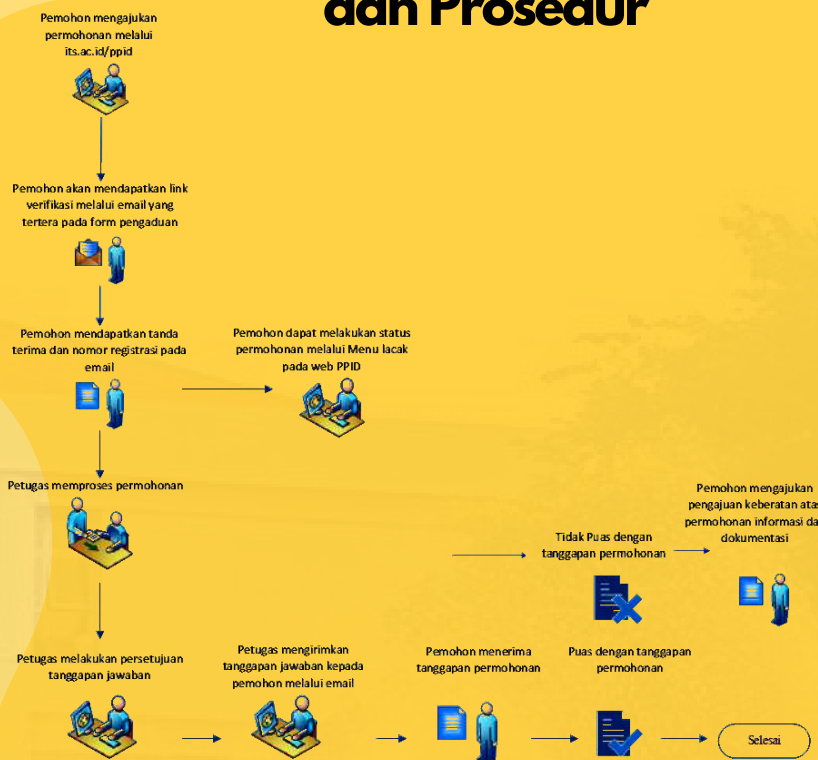 dan Prosedur
Pemohon mengajukan
permohonan melalui
its.ac.id/ppid
Pemohon akan mendapatkan link
verifikasi melalui email yang
tertera pada form pengaduan
Pemohon mendapatkan tanda
terima dan nomor registrasi pada
email
Pemohon dapat melakukan status
permohonan melalui Menu lacak
pada web PPID
Petugas memproses permohonan
Petugas melakukan persetujuan
tanggapan jawaban
Petugas mengirimkan
tanggapan jawaban kepada
pemohon melalui email
Pemohon menerima
tanggapan permohonan
Tidak Puas dengan
tanggapan permohonan
Pemohon mengajukan
pengajuan keberatan atas
permohonan informasi da
dokumentasi
Puas dengan tanggapan
permohonan
Selesai